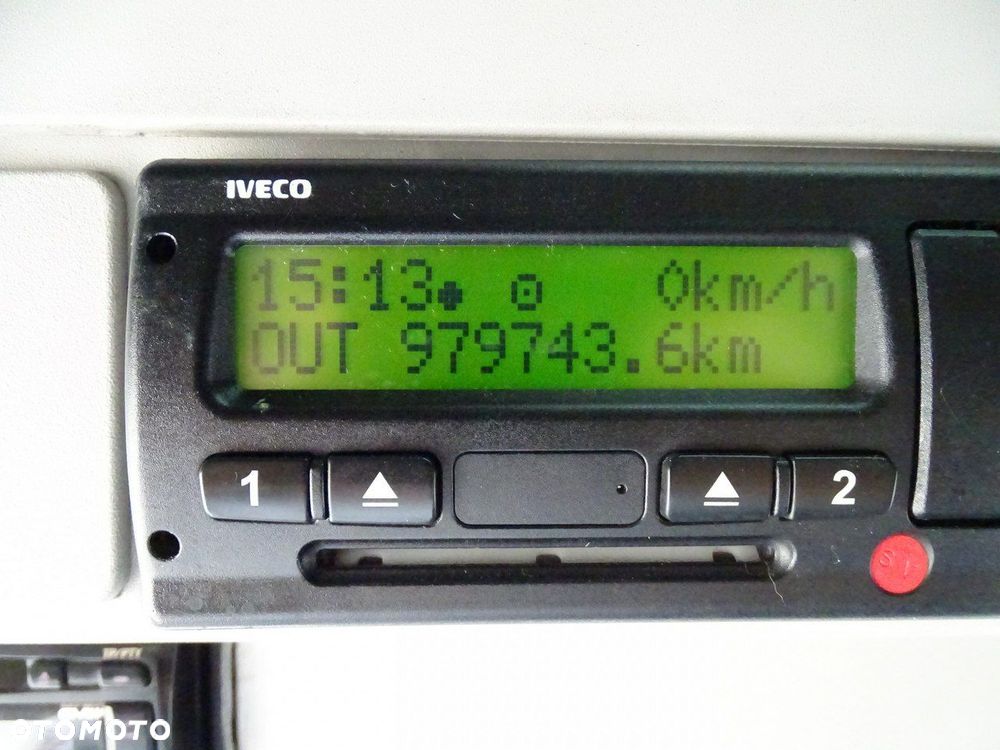 IVECO
15:13 0km/h
OUT 979743.6km
1 2
OTOMOTO